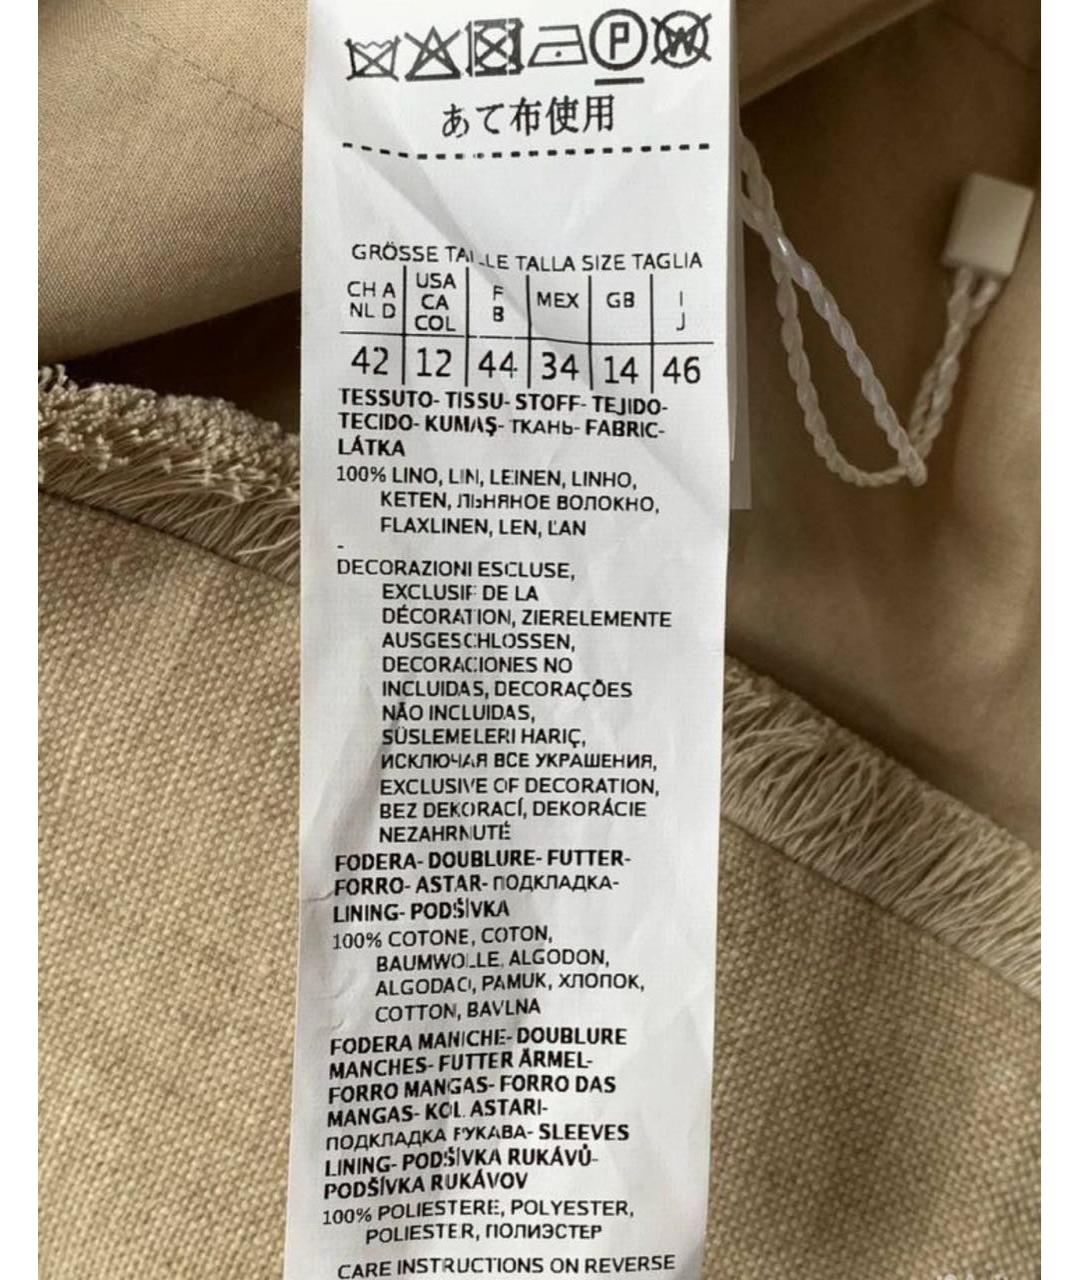 P W
あて布使用
GRÖSSE TAILLE TALLA SIZE TAGLIA
CH A NL D | USA CA COL | F B | MEX | GB | I J
42 | 12 | 44 | 34 | 14 | 46
TESSUTO- TISSU- STOFF- TEJIDO-
TECIDO- KUMAŞ- ТКАНЬ- FABRIC-
LÁTKA
100% LINO, LIN, LEINEN, LINHO,
KETEN, ЛЬНЯНОЕ ВОЛОКНО,
FLAXLINEN, LEN, ĽAN
-
DECORAZIONI ESCLUSE,
EXCLUSIF DE LA
DÉCORATION, ZIERELEMENTE
AUSGESCHLOSSEN,
DECORACIONES NO
INCLUIDAS, DECORAÇÕES
NÃO INCLUIDAS,
SÜSLEMELERI HARIÇ,
ИСКЛЮЧАЯ ВСЕ УКРАШЕНИЯ,
EXCLUSIVE OF DECORATION,
BEZ DEKORACÍ, DEKORÁCIE
NEZAHRNUTÉ
FODERA- DOUBLURE- FUTTER-
FORRO- ASTAR- ПОДКЛАДКА-
LINING- PODŠÍVKA
100% COTONE, COTON,
BAUMWOLLE, ALGODON,
ALGODAO, PAMUK, ХЛОПОК,
COTTON, BAVLNA
FODERA MANICHE- DOUBLURE
MANCHES- FUTTER ÄRMEL-
FORRO MANGAS- FORRO DAS
MANGAS- KOL ASTARI-
ПОДКЛАДКА РУКАВА- SLEEVES
LINING- PODŠÍVKA RUKÁVŮ-
PODŠÍVKA RUKÁVOV
100% POLIESTERE, POLYESTER,
POLIESTER, ПОЛИЭСТЕР
CARE INSTRUCTIONS ON REVERSE